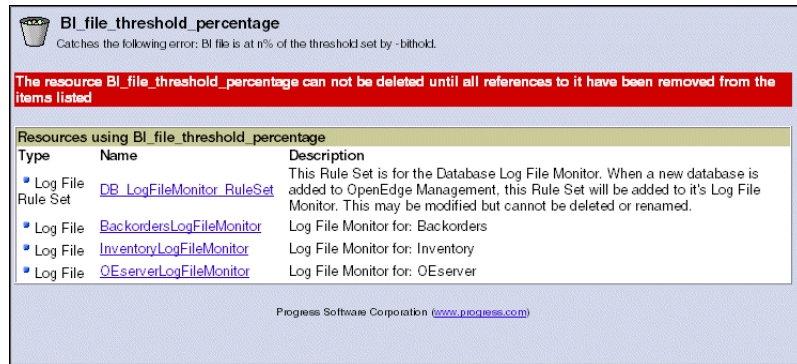 BI_file_threshold_percentage
Catches the following error: BI file is at n% of the threshold set by -bithold.
The resource BI_file_threshold_percentage can not be deleted until all references to it have been removed from the
items listed
Resources using BI_file_threshold_percentage
Type Name Description
Log File Rule Set DB_LogFileMonitor_RuleSet This Rule Set is for the Database Log File Monitor. When a new database is
added to OpenEdge Management, this Rule Set will be added to it's Log File
Monitor. This may be modified but cannot be deleted or renamed.
Log File BackordersLogFileMonitor Log File Monitor for: Backorders
Log File InventoryLogFileMonitor Log File Monitor for: Inventory
Log File OEserverLogFileMonitor Log File Monitor for: OEserver
Progress Software Corporation (www.progress.com)